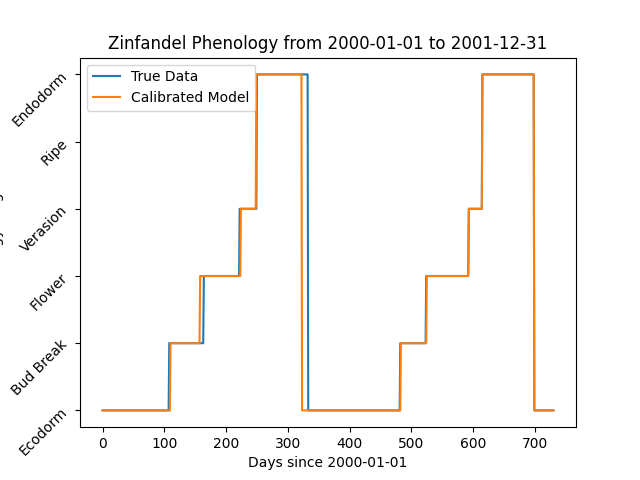 Zinfandel Phenology from 2000-01-01 to 2001-12-31
True Data
Calibrated Model
Endodorm
Ripe
Verasion
Flower
Bud Break
Ecodorm
0 100 200 300 400 500 600 700
Days since 2000-01-01